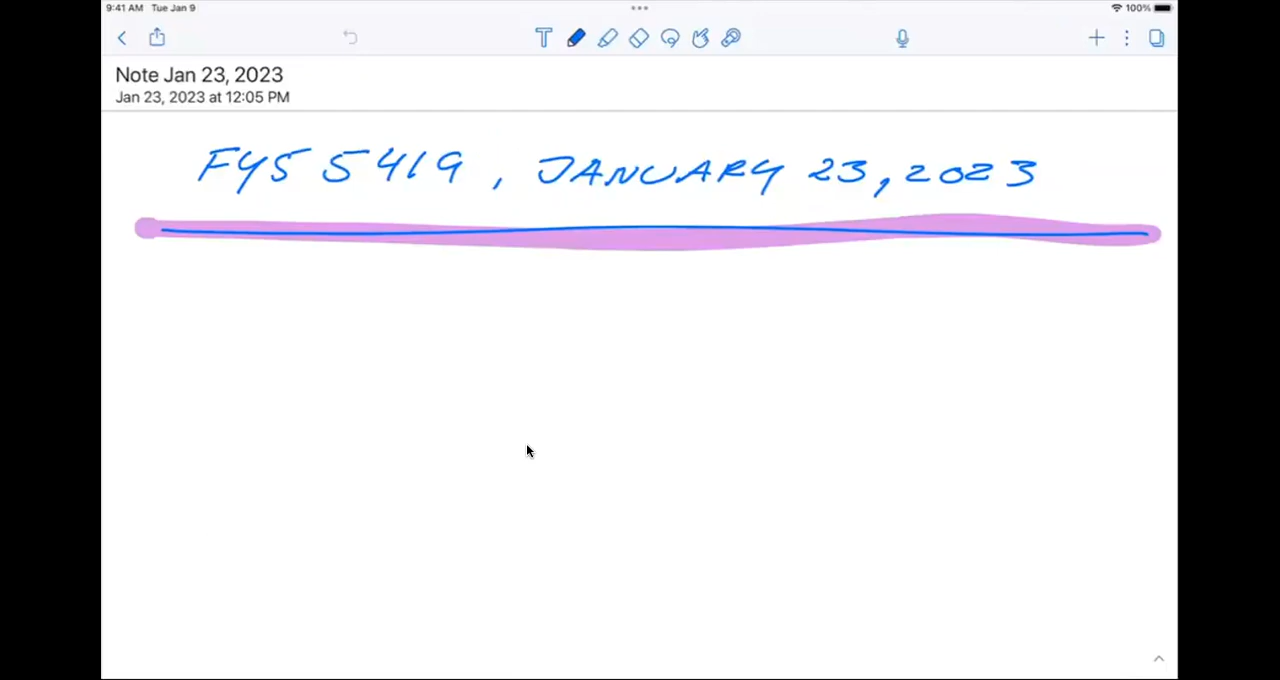 9:41 AM Tue Jan 9
100%
T
Note Jan 23, 2023
Jan 23, 2023 at 12:05 PM
FYS 5419, JANUARY 23, 2023